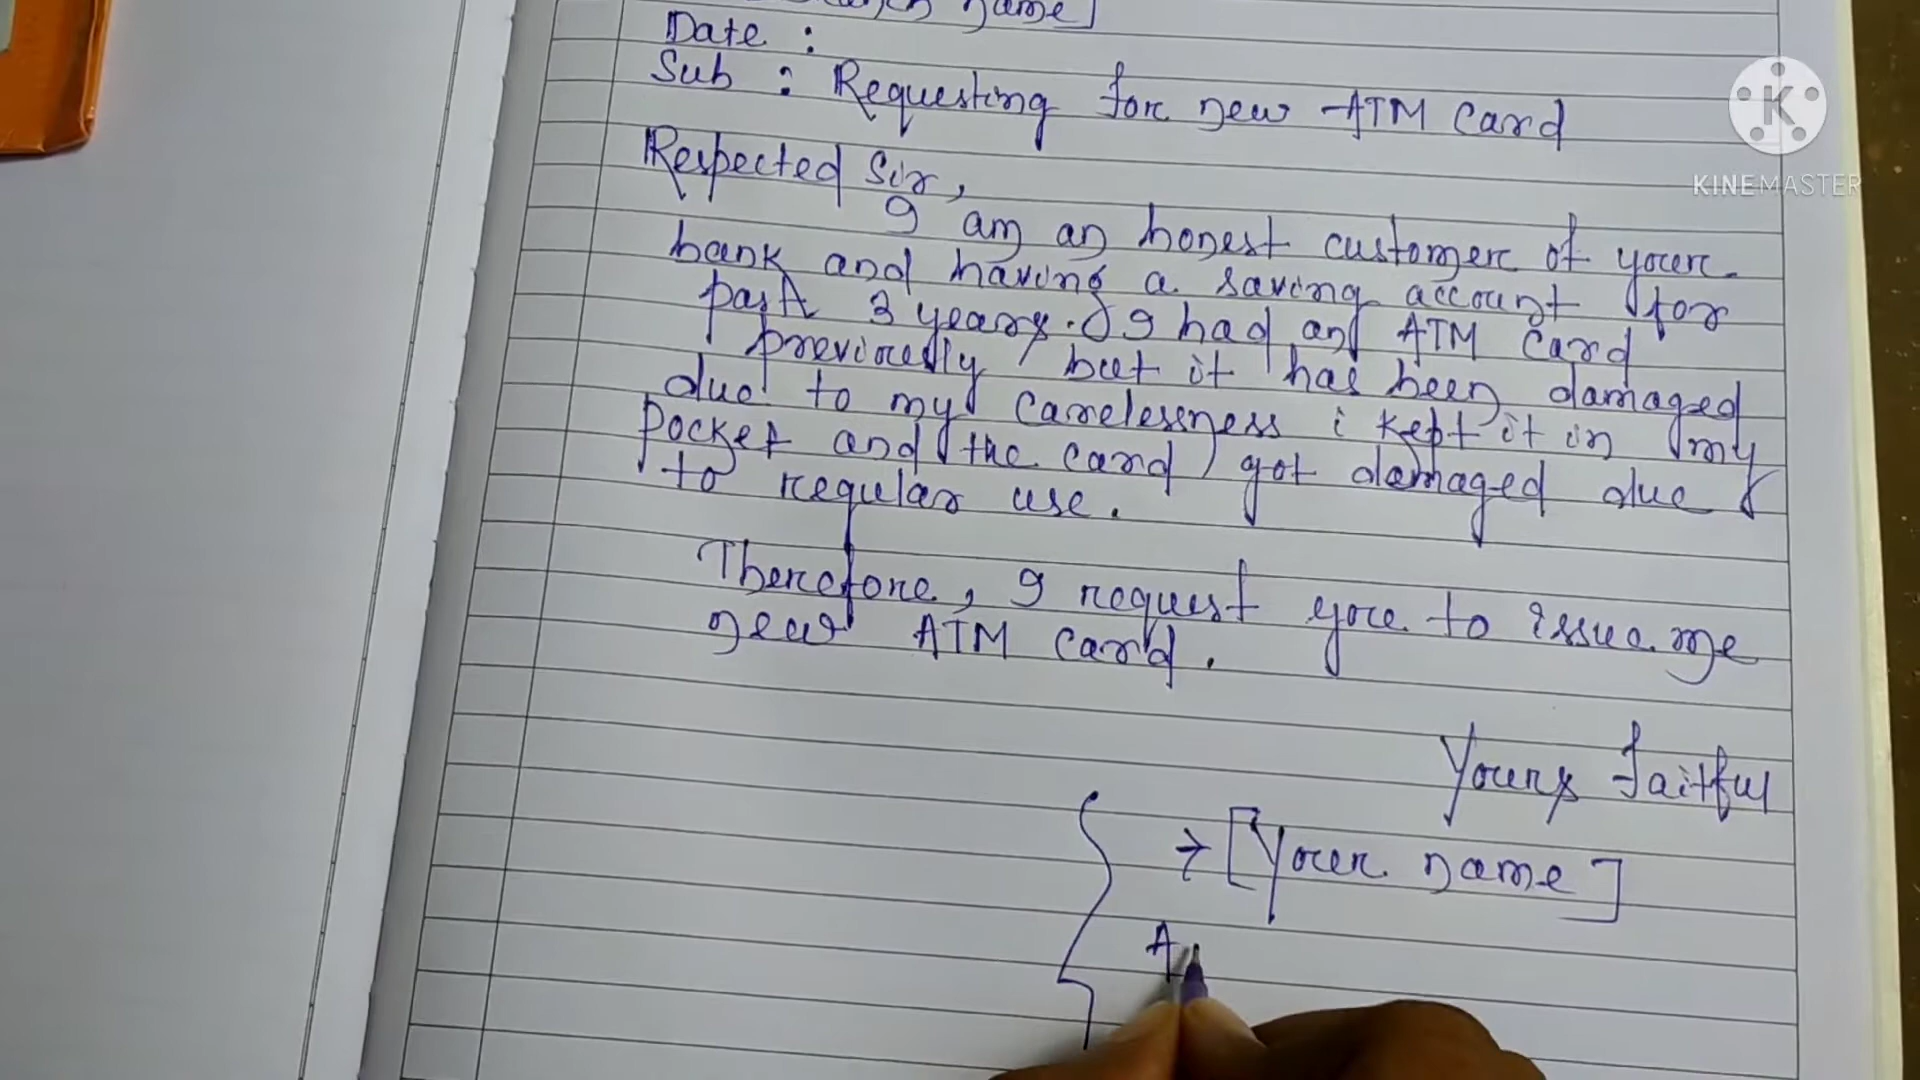 name]
Date :
Sub : Requesting for new ATM Card
Respected Sir,
I am an honest customer of your
bank and having a saving account for
past 3 years. I had an ATM Card
previously, but it has been damaged
due to my carelessness i kept it in my
Pocket and the card got damaged due
to regular use.
Therefore, I request you to issue me
new ATM Card.
Yours faitful
→ [Your name]
A
K
KINEMASTER